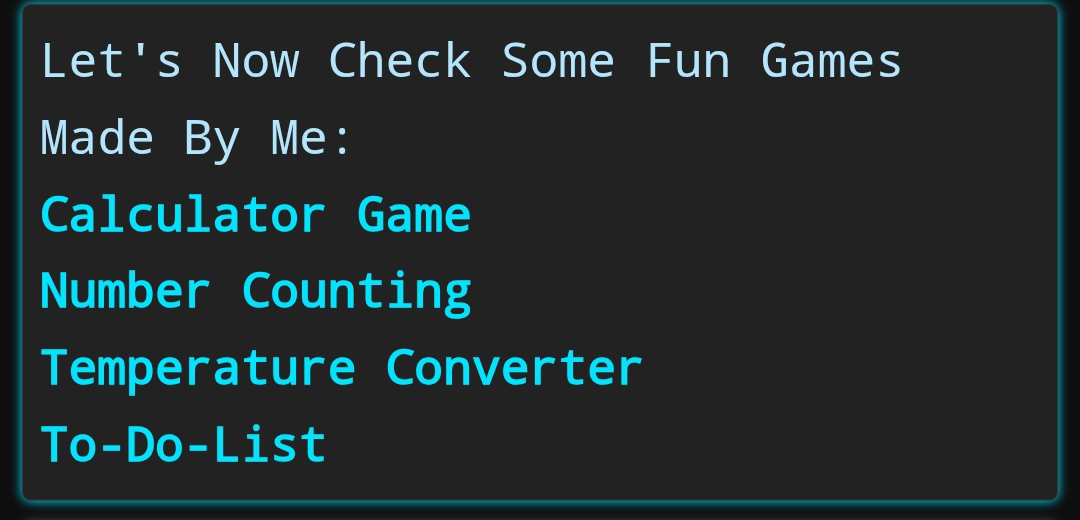 Let's Now Check Some Fun Games
Made By Me:
Calculator Game
Number Counting
Temperature Converter
To-Do-List